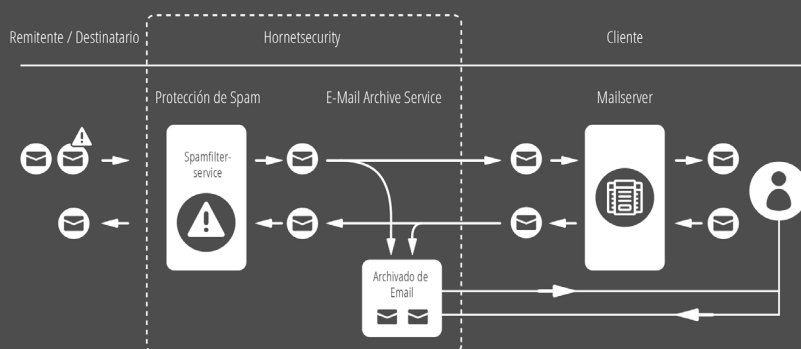 Remitente / Destinatario
Hornetsecurity
Cliente
Protección de Spam
E-Mail Archive Service
Mailserver
Spamfilter-
service
Archivado de
Email